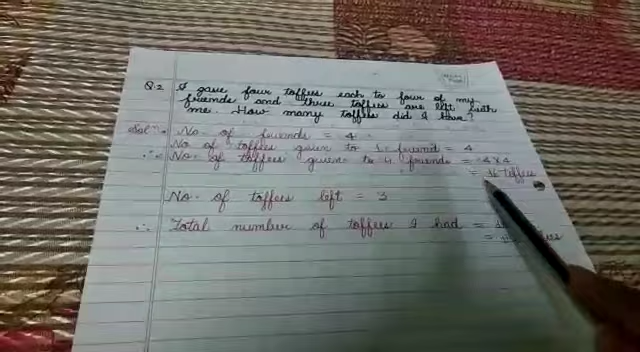 Q.2 I gave four toffees each to four of my
friends and three toffees are left with
me. How many toffees did I have?
Sol:- No. of friends = 4
No of toffees given to 1 friend = 4
∴ No. of toffees given to 4 friends = 4x4
= 16 toffees
No. of toffees left = 3
∴ Total number of toffees I had =
=